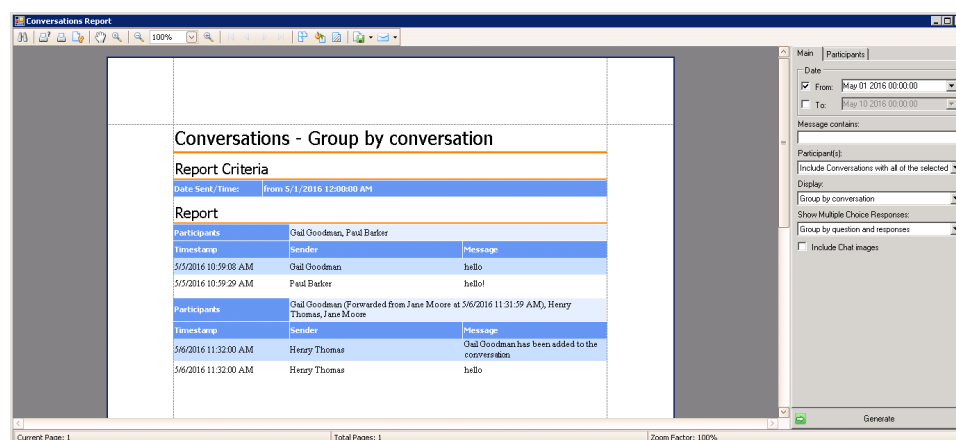 Conversations Report
100%
Conversations - Group by conversation
Report Criteria
Date Sent/Time: from 5/1/2016 12:00:00 AM
Report
Participants Gail Goodman, Paul Barker
Timestamp Sender Message
5/5/2016 10:59:08 AM Gail Goodman hello
5/5/2016 10:59:29 AM Paul Barker hello!
Participants Gail Goodman (Forwarded from Jane Moore at 5/6/2016 11:31:59 AM), Henry
Thomas, Jane Moore
Timestamp Sender Message
5/6/2016 11:32:00 AM Henry Thomas Gail Goodman has been added to the
conversation
5/6/2016 11:32:00 AM Henry Thomas hello
Main Participants
Date
From: May 01 2016 00:00:00
To: May 10 2016 00:00:00
Message contains:
Participant(s):
Include Conversations with all of the selected
Display:
Group by conversation
Show Multiple Choice Responses:
Group by question and responses
Include Chat images
Generate
Current Page: 1 Total Pages: 1 Zoom Factor: 100%